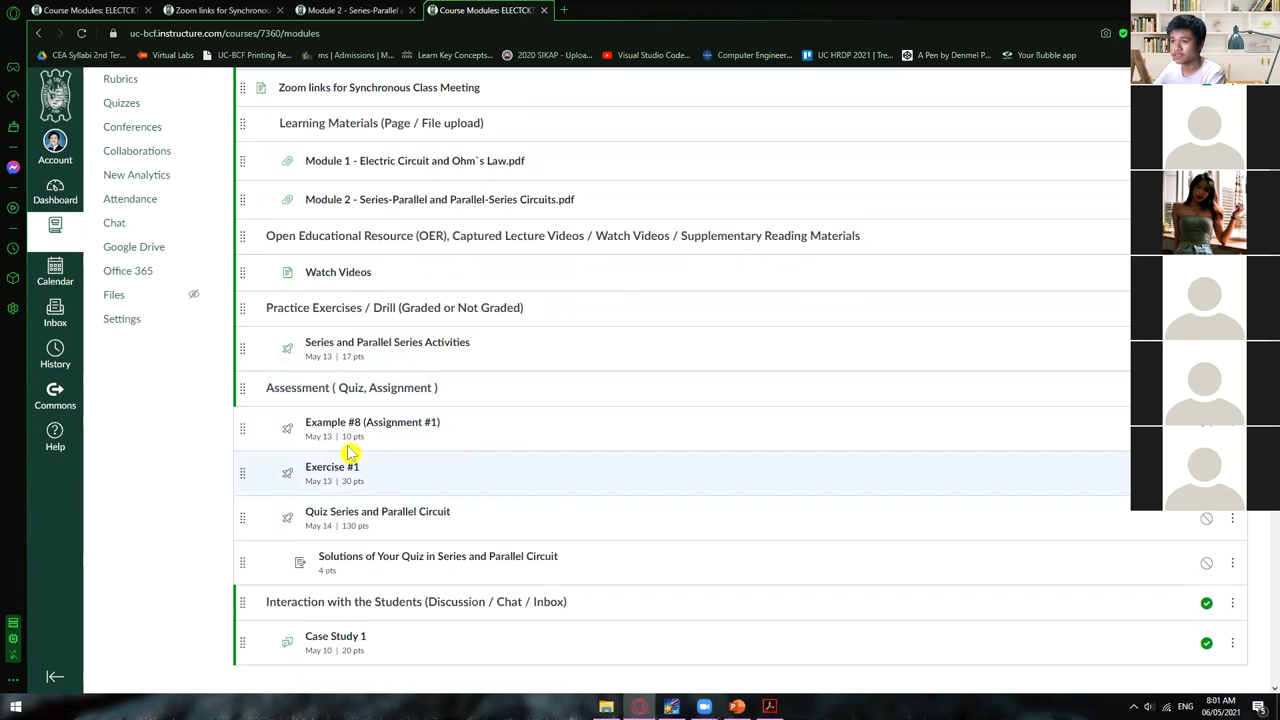 Course Modules: ELECTCKT
Zoom links for Synchronou
Module 2 - Series-Parallel /
Course Modules: ELECTCKT
uc-bcf.instructure.com/courses/7360/modules
CEA Syllabi 2nd Ter...
Virtual Labs
UC-BCF Printing Re...
ms | Admissions | M...
Learn Key Concepts...
2020 SIKAP - Uploa...
Visual Studio Code...
Computer Engineer...
UC HRDP 2021 | Tre...
A Pen by Denmel P...
Your Bubble app
Account
Dashboard
Calendar
Inbox
History
Commons
Help
Rubrics
Quizzes
Conferences
Collaborations
New Analytics
Attendance
Chat
Google Drive
Office 365
Files
Settings
Zoom links for Synchronous Class Meeting
Learning Materials (Page / File upload)
Module 1 - Electric Circuit and Ohm`s Law.pdf
Module 2 - Series-Parallel and Parallel-Series Circuits.pdf
Open Educational Resource (OER), Captured Lecture Videos / Watch Videos / Supplementary Reading Materials
Watch Videos
Practice Exercises / Drill (Graded or Not Graded)
Series and Parallel Series Activities
May 13 | 17 pts
Assessment ( Quiz, Assignment )
Example #8 (Assignment #1)
May 13 | 10 pts
Exercise #1
May 13 | 30 pts
Quiz Series and Parallel Circuit
May 14 | 130 pts
Solutions of Your Quiz in Series and Parallel Circuit
4 pts
Interaction with the Students (Discussion / Chat / Inbox)
Case Study 1
May 10 | 20 pts
ENG
8:01 AM
06/05/2021
5